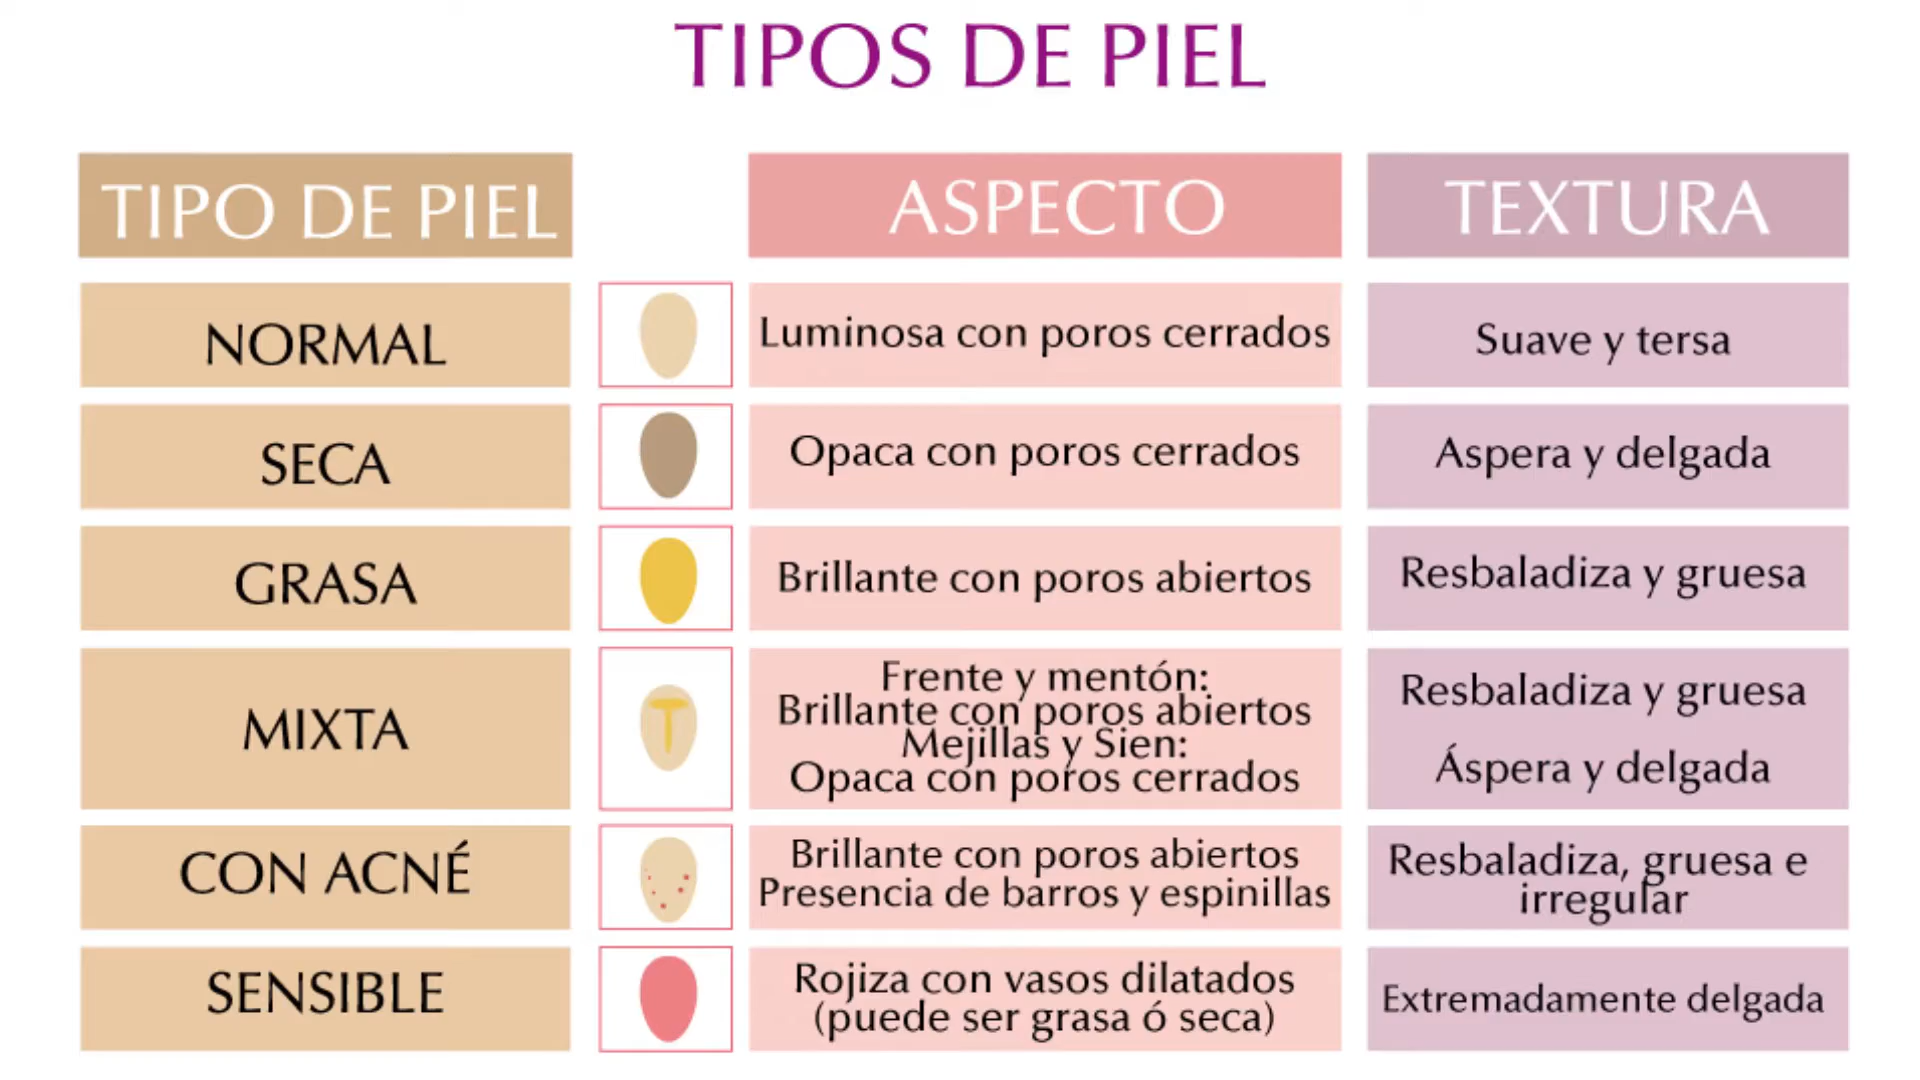 TIPOS DE PIEL
TIPO DE PIEL
ASPECTO
TEXTURA
NORMAL
Luminosa con poros cerrados
Suave y tersa
SECA
Opaca con poros cerrados
Aspera y delgada
GRASA
Brillante con poros abiertos
Resbaladiza y gruesa
MIXTA
Frente y mentón:
Brillante con poros abiertos
Mejillas y Sien:
Opaca con poros cerrados
Resbaladiza y gruesa
Áspera y delgada
CON ACNÉ
Brillante con poros abiertos
Presencia de barros y espinillas
Resbaladiza, gruesa e
irregular
SENSIBLE
Rojiza con vasos dilatados
(puede ser grasa ó seca)
Extremadamente delgada